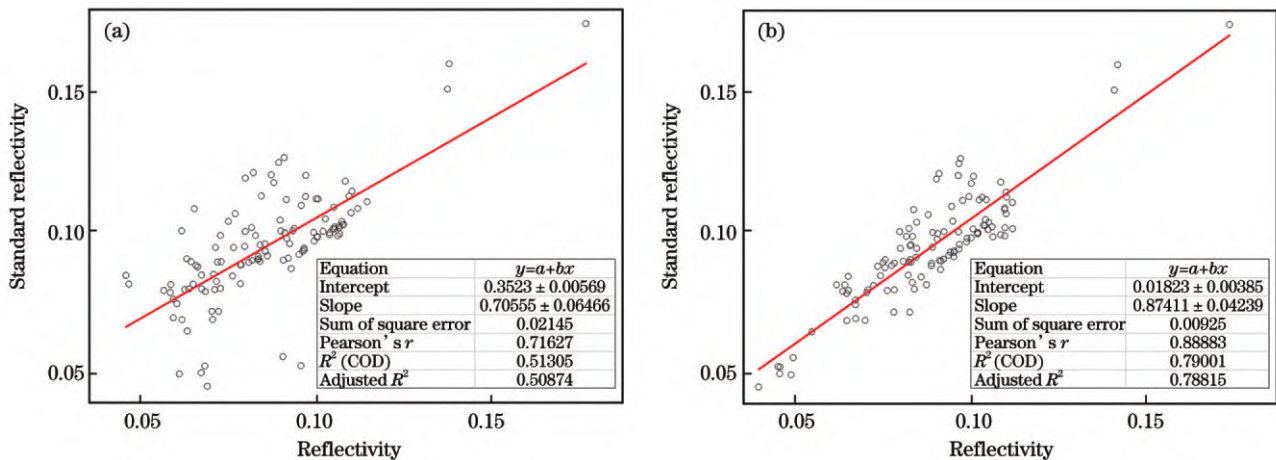 (a)
0.15
0.10
0.05
Standard reflectivity
Equation y=a+bx
Intercept 0.3523 ± 0.00569
Slope 0.70555 ± 0.06466
Sum of square error 0.02145
Pearson's r 0.71627
R² (COD) 0.51305
Adjusted R² 0.50874
0.05 0.10 0.15
Reflectivity
(b)
0.15
0.10
0.05
Standard reflectivity
Equation y=a+bx
Intercept 0.01823 ± 0.00385
Slope 0.87411 ± 0.04239
Sum of square error 0.00925
Pearson's r 0.88883
R² (COD) 0.79001
Adjusted R² 0.78815
0.05 0.10 0.15
Reflectivity